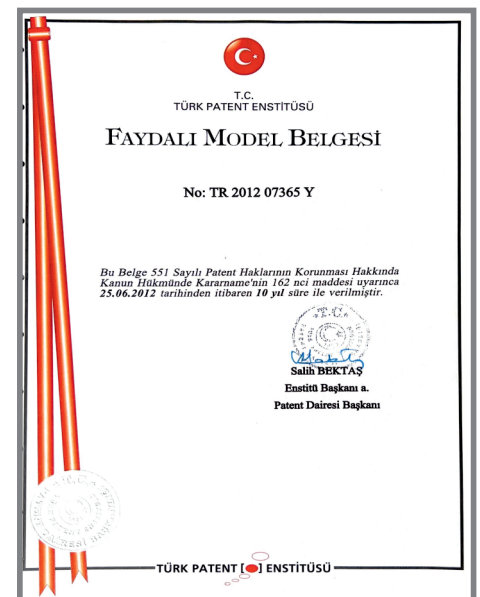 T.C.
TÜRK PATENT ENSTİTÜSÜ
FAYDALI MODEL BELGESİ
No: TR 2012 07365 Y
Bu Belge 551 Sayılı Patent Haklarının Korunması Hakkında
Kanun Hükmünde Kararname'nin 162 nci maddesi uyarınca
25.06.2012 tarihinden itibaren 10 yıl süre ile verilmiştir.
T.C.
Salih BEKTAŞ
Enstitü Başkanı a.
Patent Dairesi Başkanı
TÜRK PATENT ENSTİTÜSÜ